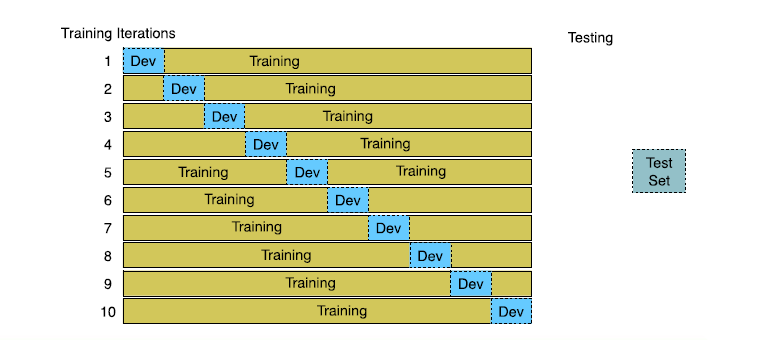 Training Iterations
Testing
1 Dev Training
2 Dev Training
3 Dev Training
4 Dev Training
5 Training Dev Training
6 Training Dev
7 Training Dev
8 Training Dev
9 Training Dev
10 Training Dev
Test
Set